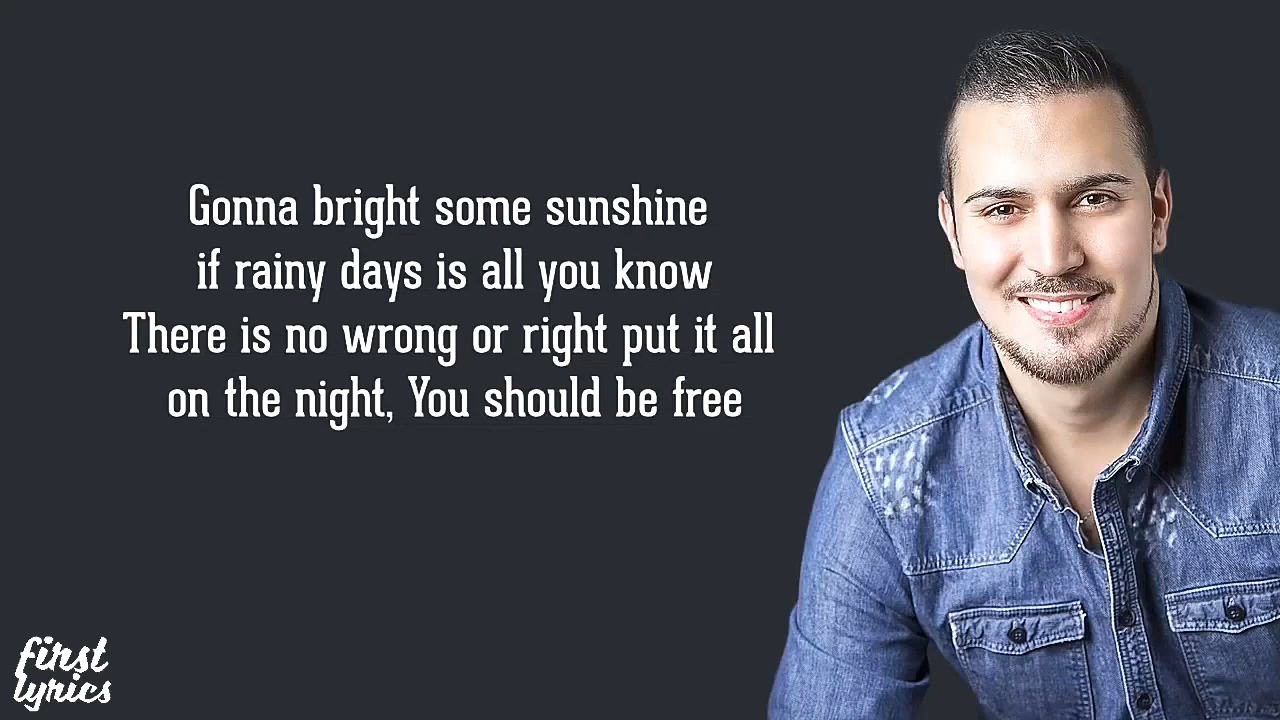 Gonna bright some sunshine
if rainy days is all you know
There is no wrong or right put it all
on the night, You should be free
first
lyrics